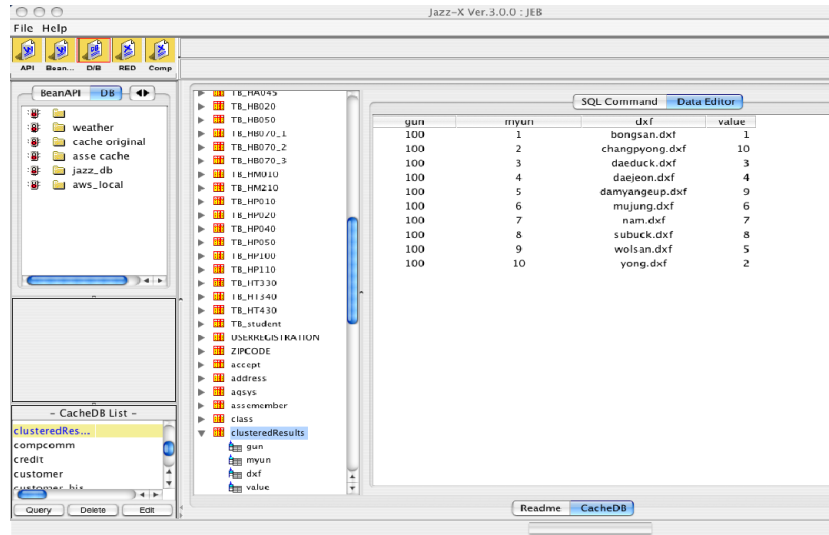 Jazz-X Ver.3.0.0 : JEB
File Help
API Bean... D/B RED Comp
BeanAPI DB
weather
cache original
asse cache
jazz_db
aws_local
– CacheDB List –
clusteredRes...
compcomm
credit
customer
customer_his
Query Delete Edit
TB_HA045
TB_HB020
TB_HB050
TB_HB070_1
TB_HB070_2
TB_HB070_3
TB_HM010
TB_HM210
TB_HP010
TB_HP020
TB_HP040
TB_HP050
TB_HP100
TB_HP110
TB_HT330
TB_HT340
TB_HT430
TB_student
USERREGISTRATION
ZIPCODE
accept
address
aqsys
assemember
class
clusteredResults
gun
myun
dxf
value
SQL Command Data Editor
gun myun dxf value
100 1 bongsan.dxf 1
100 2 changpyong.dxf 10
100 3 daeduck.dxf 3
100 4 daejeon.dxf 4
100 5 damyangeup.dxf 9
100 6 mujung.dxf 6
100 7 nam.dxf 7
100 8 subuck.dxf 8
100 9 wolsan.dxf 5
100 10 yong.dxf 2
Readme CacheDB